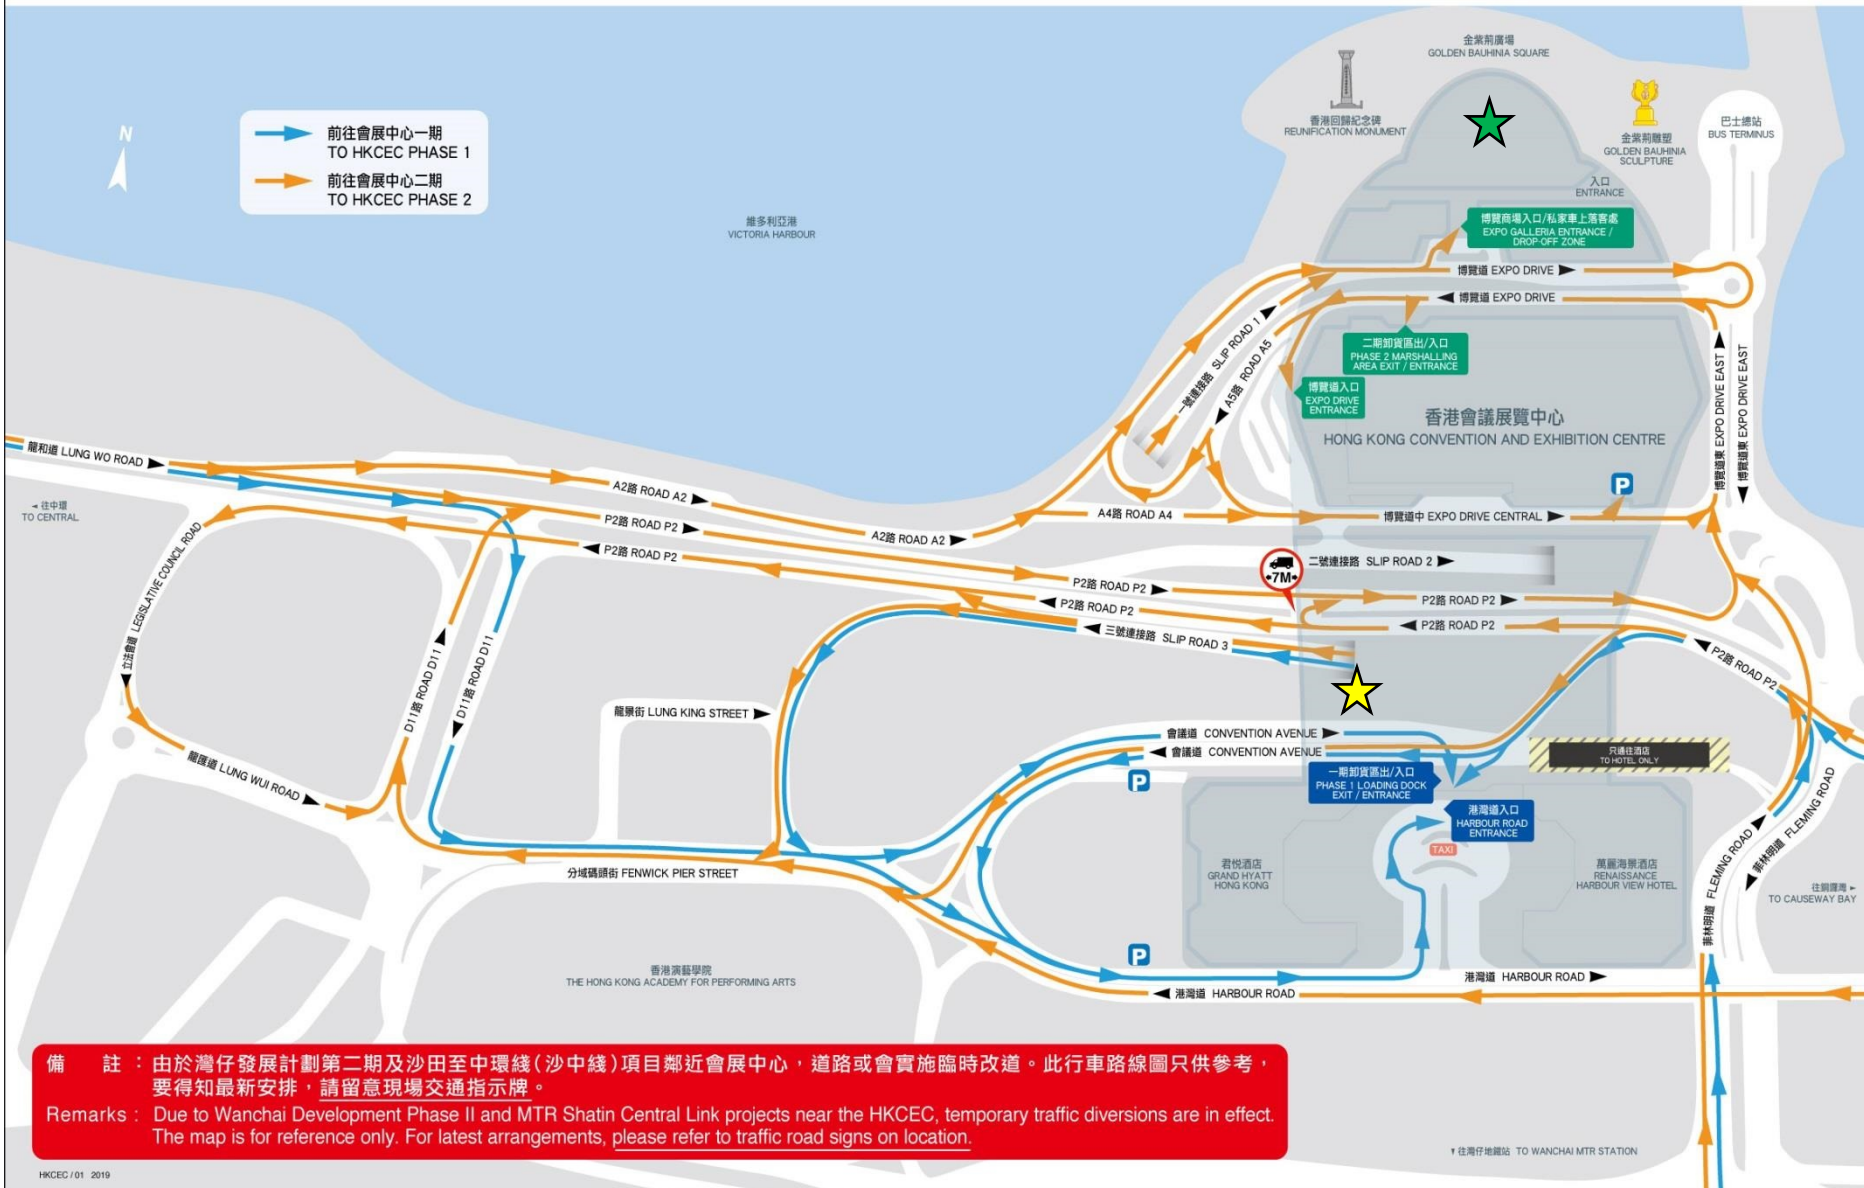 金紫荊廣場
GOLDEN BAUHINIA SQUARE
香港回歸紀念碑
REUNIFICATION MONUMENT
金紫荊雕塑
GOLDEN BAUHINIA
SCULPTURE
巴士總站
BUS TERMINUS
N
前往會展中心一期
TO HKCEC PHASE 1
前往會展中心二期
TO HKCEC PHASE 2
入口
ENTRANCE
維多利亞港
VICTORIA HARBOUR
博覽商場入口/私家車上落客處
EXPO GALLERIA ENTRANCE /
DROP-OFF ZONE
博覽道 EXPO DRIVE
博覽道 EXPO DRIVE
一號連接路 SLIP ROAD 1
A5路 ROAD A5
二期卸貨區出/入口
PHASE 2 MARSHALLING
AREA EXIT / ENTRANCE
博覽道入口
EXPO DRIVE
ENTRANCE
香港會議展覽中心
HONG KONG CONVENTION AND EXHIBITION CENTRE
博覽道東 EXPO DRIVE EAST
博覽道東 EXPO DRIVE EAST
龍和道 LUNG WO ROAD
A2路 ROAD A2
P2路 ROAD P2
A2路 ROAD A2
A4路 ROAD A4
P
博覽道中 EXPO DRIVE CENTRAL
往中環
TO CENTRAL
P2路 ROAD P2
二號連接路 SLIP ROAD 2
7M
P2路 ROAD P2
P2路 ROAD P2
P2路 ROAD P2
P2路 ROAD P2
三號連接路 SLIP ROAD 3
P2路 ROAD P2
立法會道 LEGISLATIVE COUNCIL ROAD
D11路 ROAD D11
D11路 ROAD D11
龍景街 LUNG KING STREET
龍匯道 LUNG WUI ROAD
會議道 CONVENTION AVENUE
會議道 CONVENTION AVENUE
只通往酒店
TO HOTEL ONLY
P
一期卸貨區出/入口
PHASE 1 LOADING DOCK
EXIT / ENTRANCE
港灣道入口
HARBOUR ROAD
ENTRANCE
TAXI
君悅酒店
GRAND HYATT
HONG KONG
萬麗海景酒店
RENAISSANCE
HARBOUR VIEW HOTEL
菲林明道 FLEMING ROAD
菲林明道 FLEMING ROAD
往銅鑼灣
TO CAUSEWAY BAY
分域碼頭街 FENWICK PIER STREET
P
香港演藝學院
THE HONG KONG ACADEMY FOR PERFORMING ARTS
港灣道 HARBOUR ROAD
港灣道 HARBOUR ROAD
備 註：由於灣仔發展計劃第二期及沙田至中環綫(沙中綫)項目鄰近會展中心，道路或會實施臨時改道。此行車路線圖只供參考，
要得知最新安排，請留意現場交通指示牌。
Remarks : Due to Wanchai Development Phase II and MTR Shatin Central Link projects near the HKCEC, temporary traffic diversions are in effect.
The map is for reference only. For latest arrangements, please refer to traffic road signs on location.
往灣仔地鐵站 TO WANCHAI MTR STATION
HKCEC / 01 2019